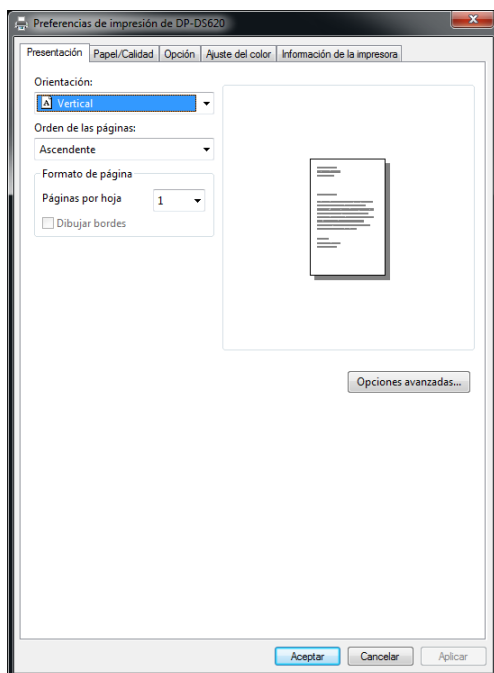 Preferencias de impresión de DP-DS620
Presentación Papel/Calidad Opción Ajuste del color Información de la impresora
Orientación:
A Vertical
Orden de las páginas:
Ascendente
Formato de página
Páginas por hoja 1
Dibujar bordes
Opciones avanzadas...
Aceptar Cancelar Aplicar